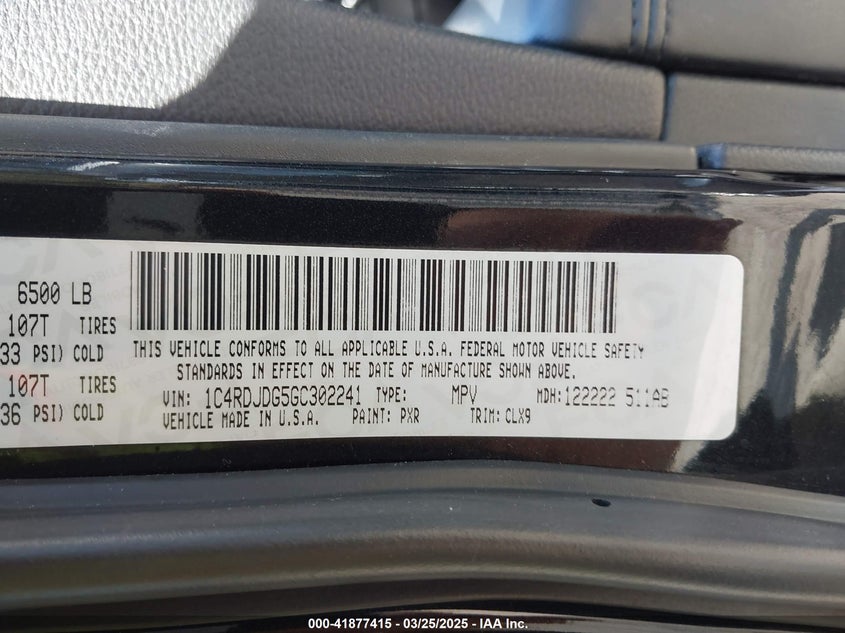 6500 LB
107T TIRES
33 PSI) COLD
107T TIRES
36 PSI) COLD
THIS VEHICLE CONFORMS TO ALL APPLICABLE U.S.A. FEDERAL MOTOR VEHICLE SAFETY
STANDARDS IN EFFECT ON THE DATE OF MANUFACTURE SHOWN ABOVE.
VIN: 1C4RDJDG5GC302241 TYPE: MPV MDH:122222 511AB
VEHICLE MADE IN U.S.A. PAINT: PXR TRIM: CLX9
000-41877415 — 03/25/2025 — IAA Inc.